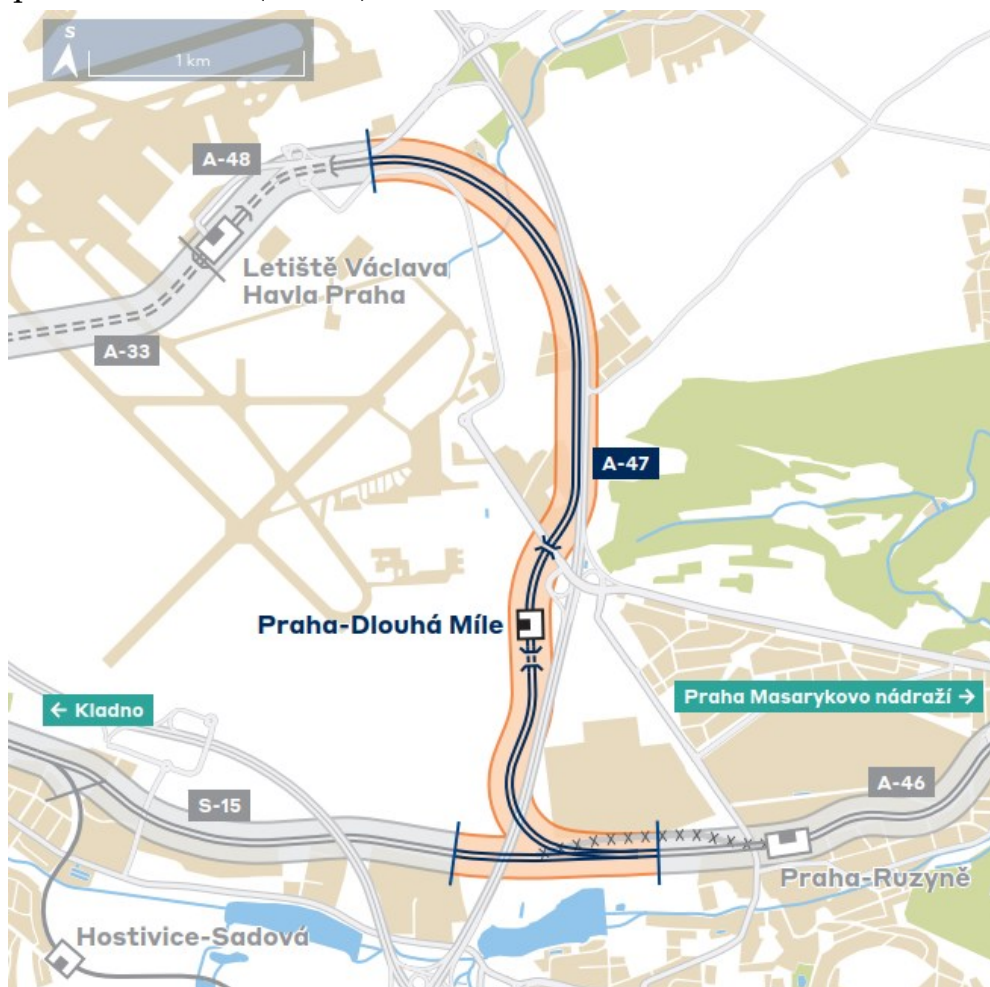 S
1 km
A-48
Letiště Václava
Havla Praha
A-33
A-47
Praha-Dlouhá Míle
← Kladno
Praha Masarykovo nádraží →
S-15
A-46
Praha-Ruzyně
Hostivice-Sadová